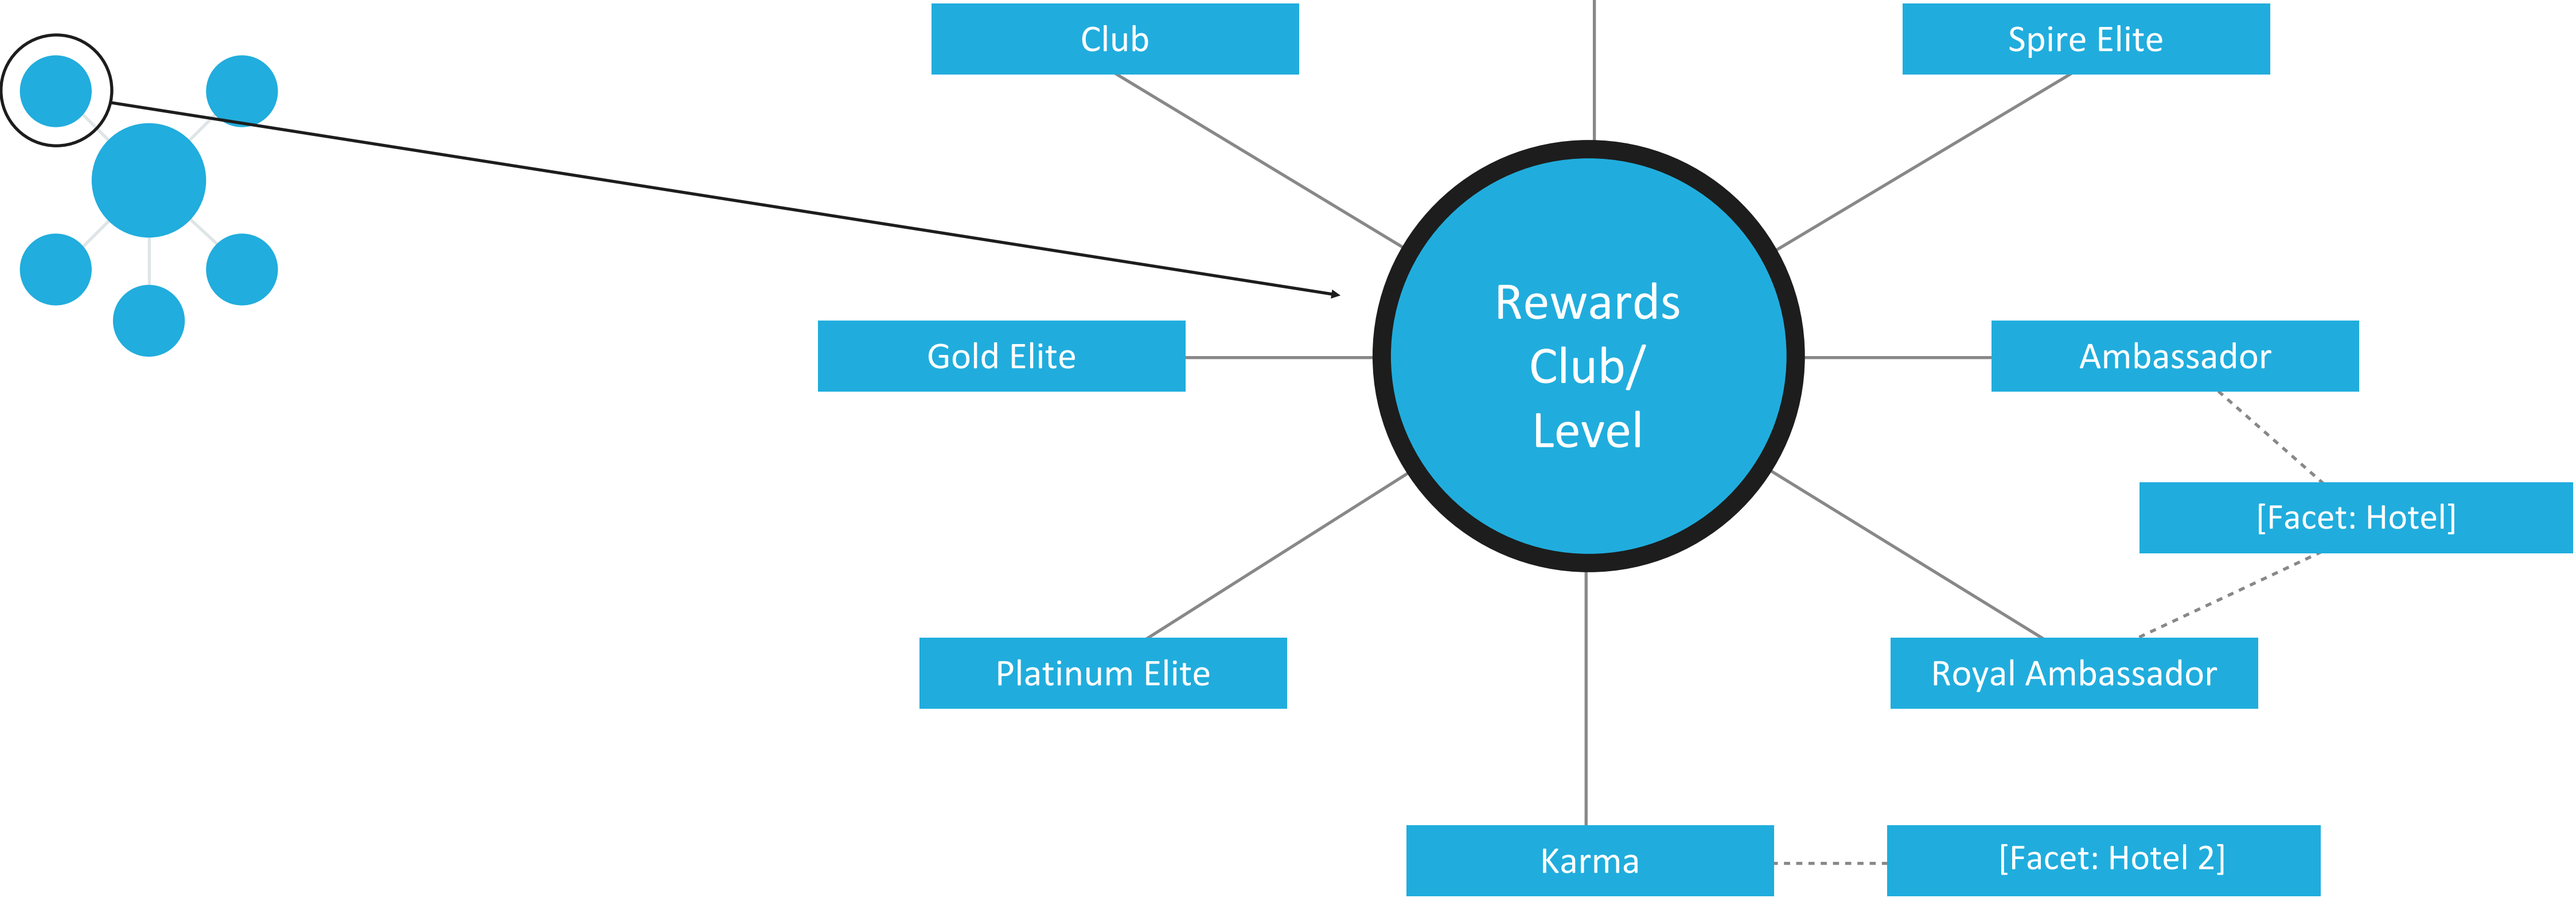 Club
Spire Elite
Rewards
Club/
Level
Gold Elite
Ambassador
[Facet: Hotel]
Platinum Elite
Royal Ambassador
Karma
[Facet: Hotel 2]